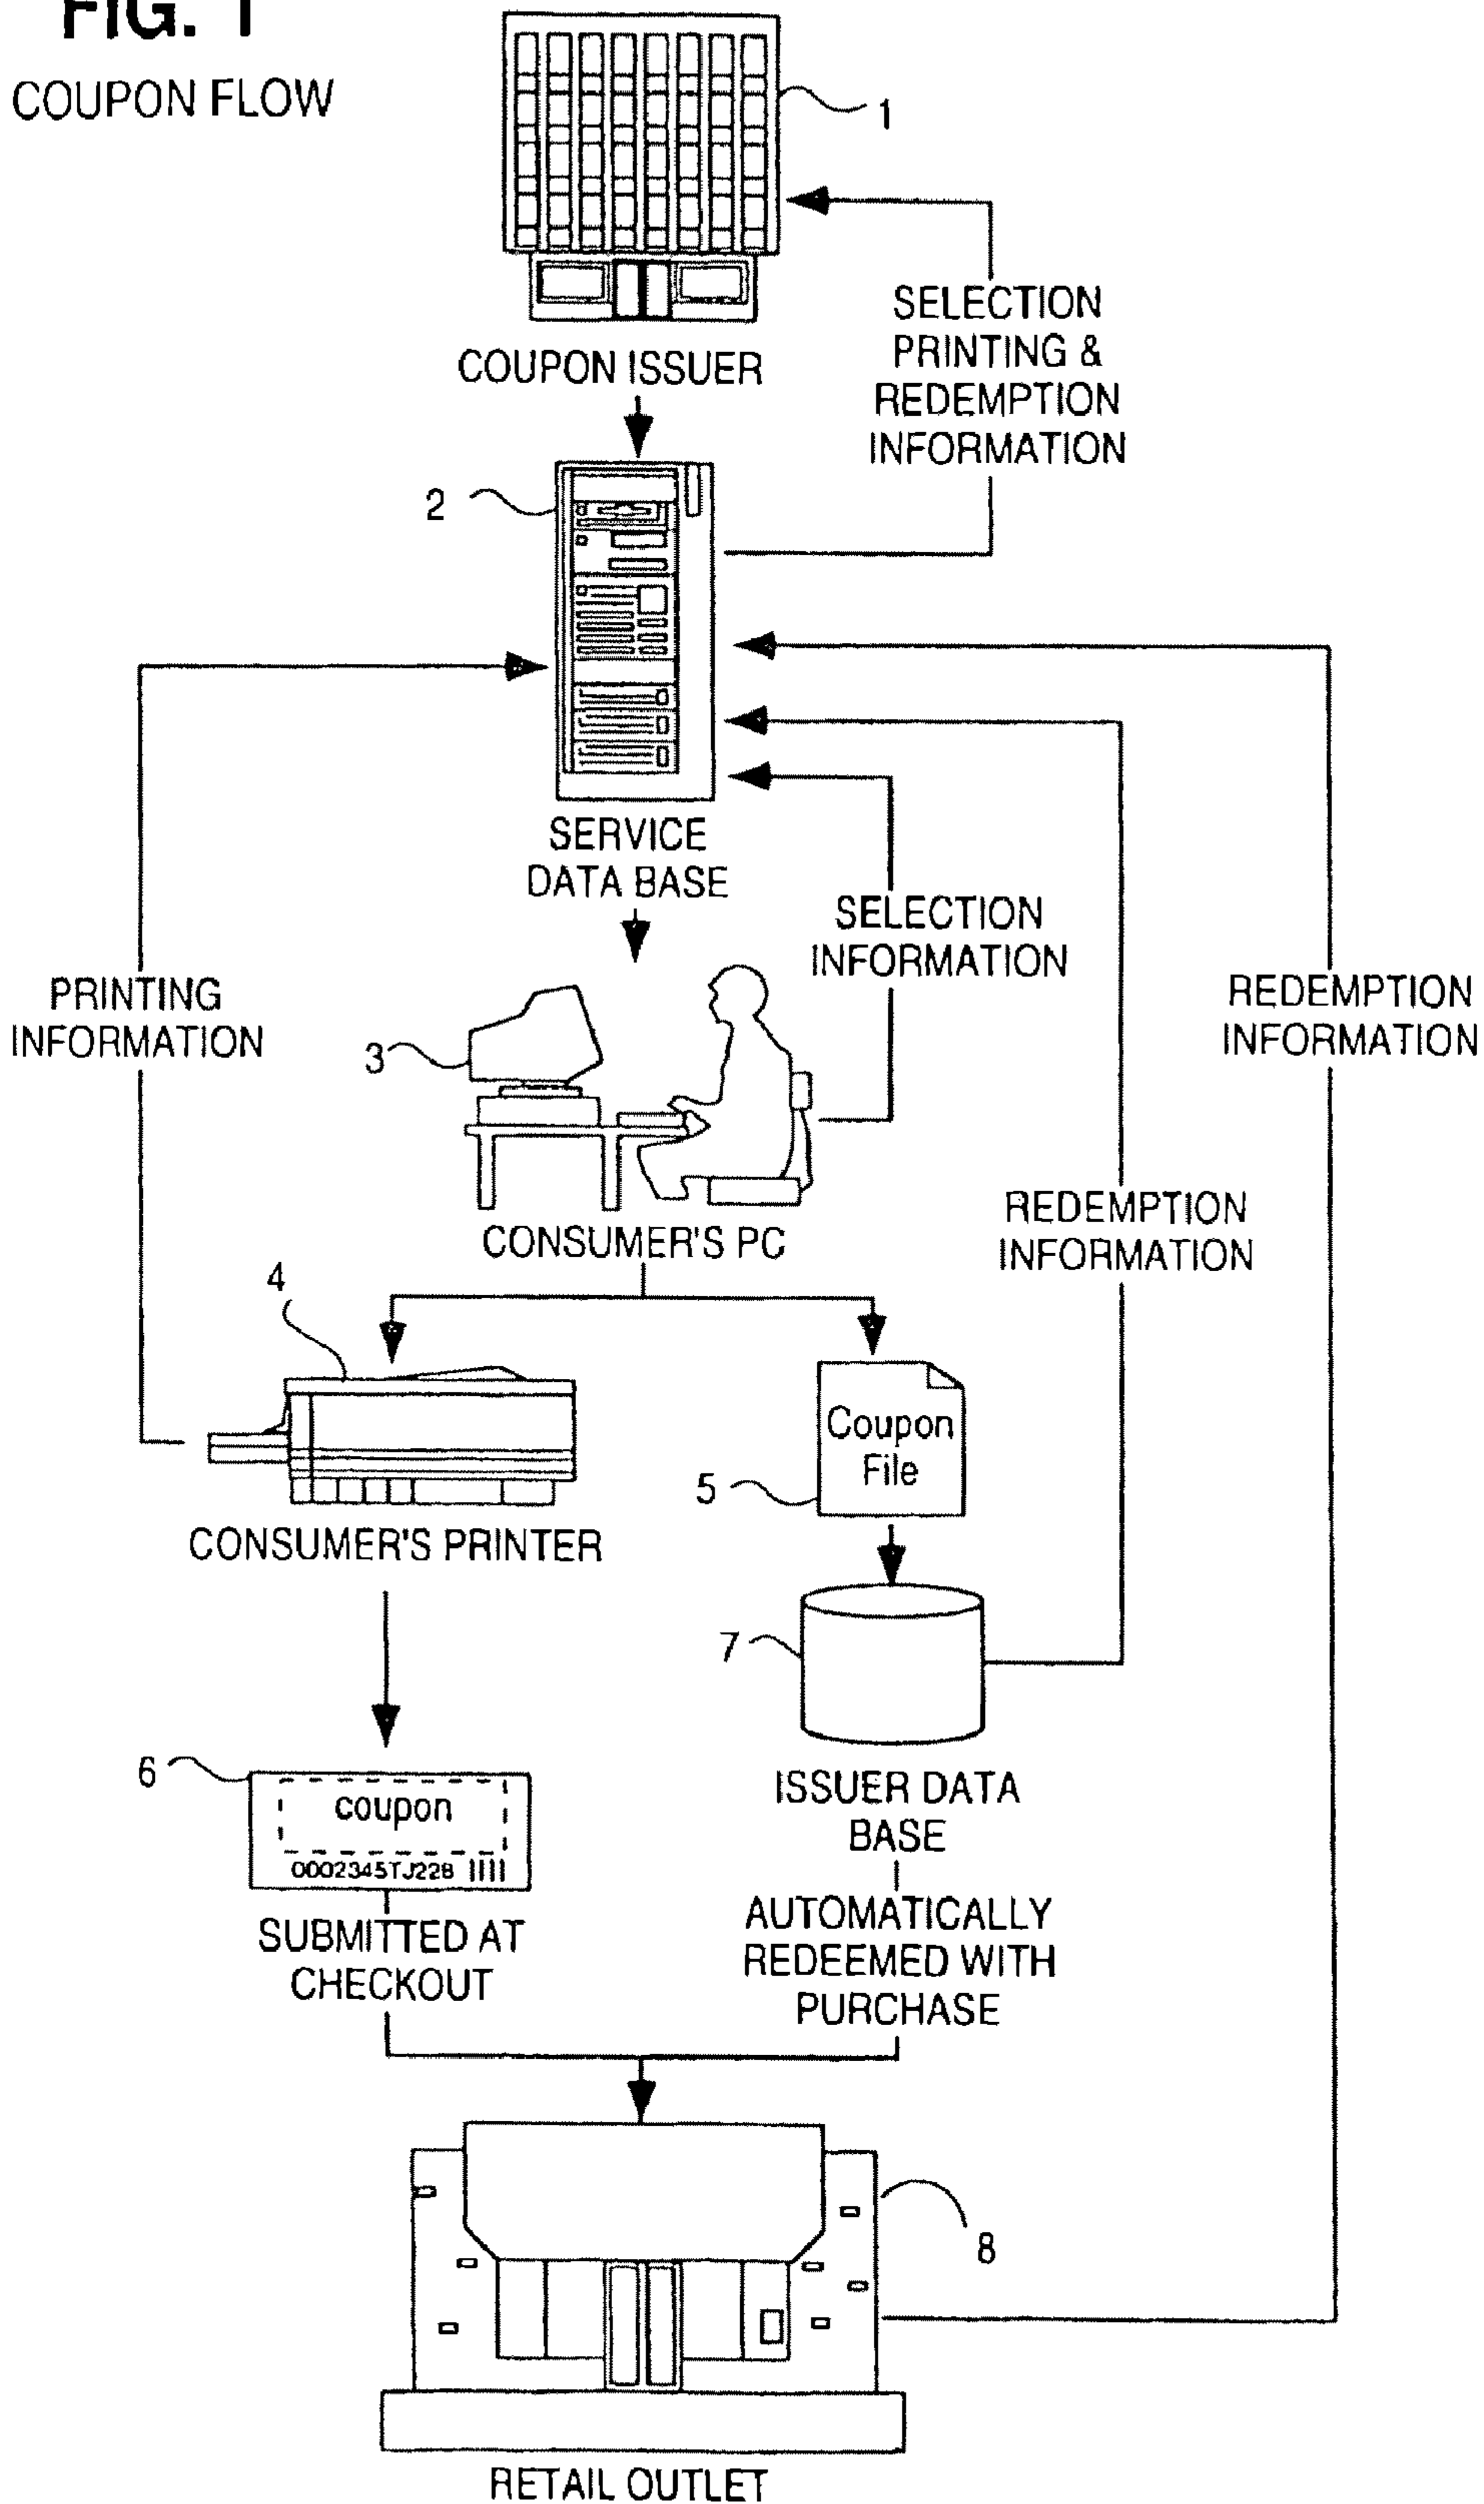 FIG. 1
COUPON FLOW
1
SELECTION
PRINTING &
REDEMPTION
INFORMATION
COUPON ISSUER
2
SERVICE
DATA BASE
SELECTION
INFORMATION
PRINTING
INFORMATION
REDEMPTION
INFORMATION
3
REDEMPTION
INFORMATION
CONSUMER'S PC
4
Coupon
File
5
CONSUMER'S PRINTER
7
6
coupon
0002345TJ228
ISSUER DATA
BASE
SUBMITTED AT
CHECKOUT
AUTOMATICALLY
REDEEMED WITH
PURCHASE
8
RETAIL OUTLET